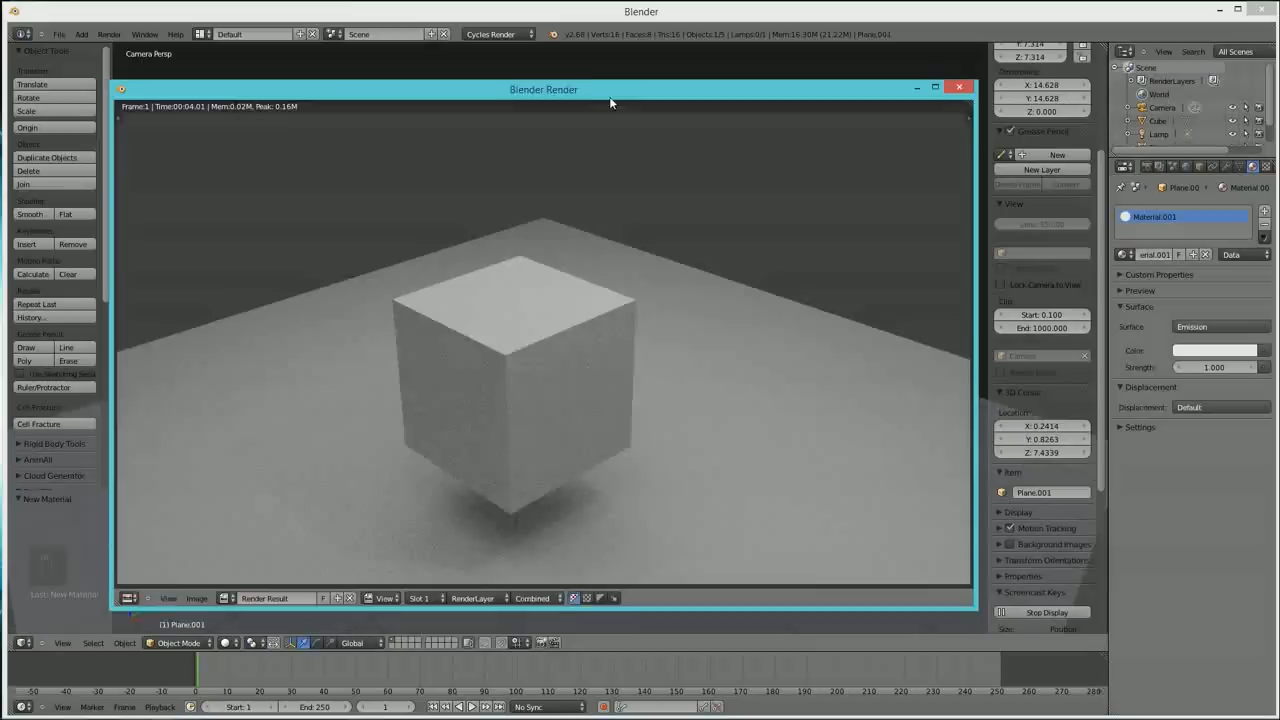 Blender
File Add Render Window Help Default Scene Cycles Render v2.68 | Verts:16 | Faces:8 | Tris:16 | Objects:1/5 | Lamps:0/1 | Mem:16.30M (21.22M) | Plane.001
Object Tools
Translate
Rotate
Scale
Origin
Object:
Duplicate Objects
Delete
Join
Shading:
Smooth Flat
Keyframes:
Insert Remove
Motion Paths:
Calculate Clear
Repeat:
Repeat Last
History...
Grease Pencil:
Draw Line
Poly Erase
Ruler/Protractor
Cell Fracture:
Cell Fracture
Rigid Body Tools
AnimAll
Cloud Generator
New Material
Last: New Material
Camera Persp
Blender Render
Frame:1 | Time:00:04.01 | Mem:0.02M, Peak: 0.16M
View Image Render Result F View Slot 1 RenderLayer Combined
(1) Plane.001
Y: 7.314
Z: 7.314
Dimensions:
X: 14.628
Y: 14.628
Z: 0.000
Grease Pencil
New
New Layer
Delete Frame Convert
View
Lock Camera to View
Clip:
Start: 0.100
End: 1000.000
Camera
3D Cursor
Location:
X: 0.2414
Y: 0.8263
Z: 7.4339
Item
Plane.001
Display
Motion Tracking
Background Images
Transform Orientations
Properties
Screencast Keys
Stop Display
Size: Position:
View Search All Scenes
Scene
RenderLayers
World
Camera
Cube
Lamp
Plane.00 Material.00
Material.001
erial.001 F Data
Custom Properties
Preview
Surface
Surface: Emission
Color:
Strength: 1.000
Displacement
Displacement: Default
Settings
View Select Object Object Mode Global
-50 -40 -30 -20 -10 0 10 20 30 40 50 60 70 80 90 100 110 120 130 140 150 160 170 180 190 200 210 220 230 240 250 260 270 280
View Marker Frame Playback Start: 1 End: 250 1 No Sync